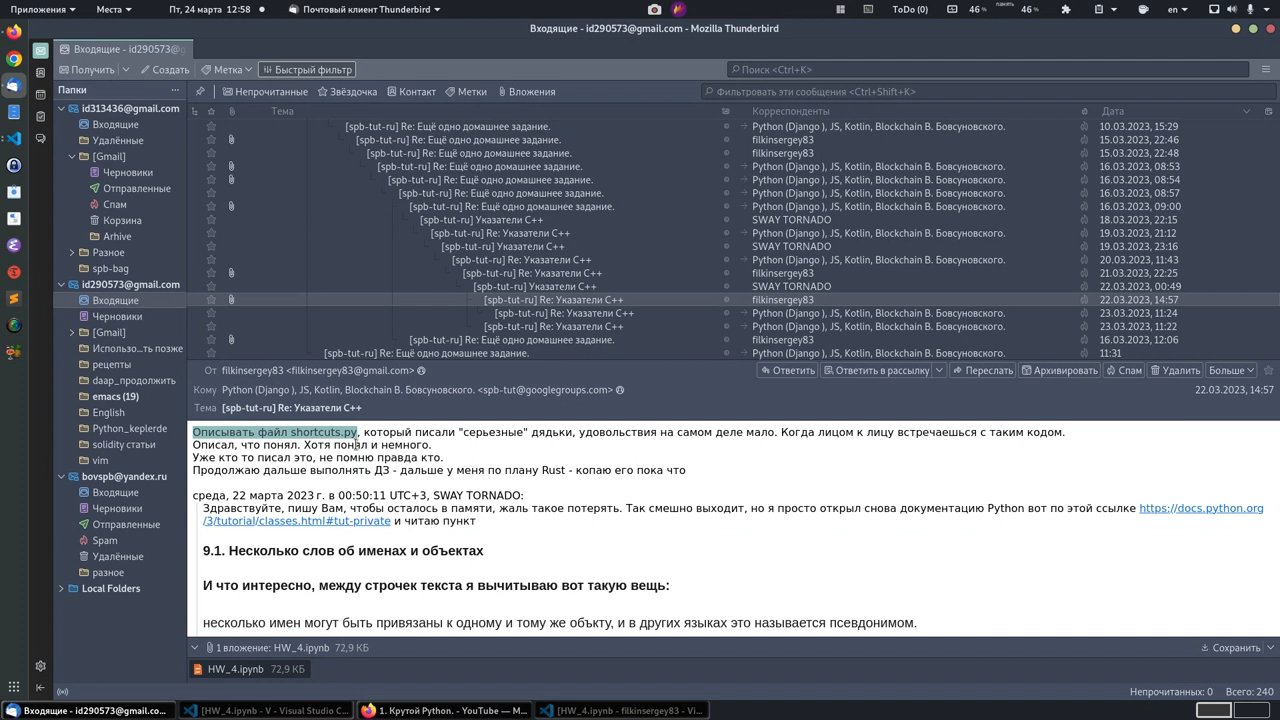 Приложения
Места
Пт, 24 марта 12:58
Почтовый клиент Thunderbird
ToDo (0)
46 %
46 %
en
Входящие - id290573@gmail.com - Mozilla Thunderbird
Входящие - id290573@g
Получить
Создать
Метка
Быстрый фильтр
Поиск <Ctrl+K>
Папки
Непрочитанные
Звёздочка
Контакт
Метки
Вложения
Фильтровать эти сообщения <Ctrl+Shift+K>
id313436@gmail.com
Входящие
Удалённые
[Gmail]
Черновики
Отправленные
Спам
Корзина
Arhive
Разное
spb-bag
id290573@gmail.com
Входящие
Черновики
[Gmail]
Использо...ть позже
рецепты
daap_продолжить
emacs (19)
English
Python_keplerde
solidity статьи
vim
bovspb@yandex.ru
Входящие
Черновики
Отправленные
Spam
Удалённые
разное
Local Folders
Тема Корреспонденты Дата
[spb-tut-ru] Re: Ещё одно домашнее задание. Python (Django ), JS, Kotlin, Blockchain В. Бовсуновского. 10.03.2023, 15:29
[spb-tut-ru] Re: Ещё одно домашнее задание. filkinsergey83 15.03.2023, 22:46
[spb-tut-ru] Re: Ещё одно домашнее задание. filkinsergey83 15.03.2023, 22:48
[spb-tut-ru] Re: Ещё одно домашнее задание. Python (Django ), JS, Kotlin, Blockchain В. Бовсуновского. 16.03.2023, 08:47
[spb-tut-ru] Re: Ещё одно домашнее задание. Python (Django ), JS, Kotlin, Blockchain В. Бовсуновского. 16.03.2023, 08:54
[spb-tut-ru] Re: Ещё одно домашнее задание. Python (Django ), JS, Kotlin, Blockchain В. Бовсуновского. 16.03.2023, 08:57
[spb-tut-ru] Re: Ещё одно домашнее задание. Python (Django ), JS, Kotlin, Blockchain В. Бовсуновского. 16.03.2023, 09:00
[spb-tut-ru] Указатели C++ SWAY TORNADO 18.03.2023, 22:15
[spb-tut-ru] Re: Указатели C++ Python (Django ), JS, Kotlin, Blockchain В. Бовсуновского. 19.03.2023, 21:12
[spb-tut-ru] Re: Указатели C++ SWAY TORNADO 19.03.2023, 23:16
[spb-tut-ru] Re: Указатели C++ Python (Django ), JS, Kotlin, Blockchain В. Бовсуновского. 20.03.2023, 11:43
[spb-tut-ru] Re: Указатели C++ filkinsergey83 21.03.2023, 22:25
[spb-tut-ru] Re: Указатели C++ SWAY TORNADO 22.03.2023, 00:49
[spb-tut-ru] Re: Указатели C++ filkinsergey83 22.03.2023, 14:57
[spb-tut-ru] Re: Указатели C++ Python (Django ), JS, Kotlin, Blockchain В. Бовсуновского. 23.03.2023, 11:24
[spb-tut-ru] Re: Указатели C++ Python (Django ), JS, Kotlin, Blockchain В. Бовсуновского. 23.03.2023, 11:22
[spb-tut-ru] Re: Ещё одно домашнее задание. filkinsergey83 16.03.2023, 12:06
[spb-tut-ru] Re: Ещё одно домашнее задание. Python (Django ), JS, Kotlin, Blockchain В. Бовсуновского. 11:31
От filkinsergey83 <filkinsergey83@gmail.com>
Ответить
Ответить в рассылку
Переслать
Архивировать
Спам
Удалить
Больше
Кому Python (Django ), JS, Kotlin, Blockchain В. Бовсуновского. <spb-tut@googlegroups.com> 22.03.2023, 14:57
Тема [spb-tut-ru] Re: Указатели C++
Описывать файл shortcuts.py, который писали "серьезные" дядьки, удовольствия на самом деле мало. Когда лицом к лицу встречаешься с таким кодом.
Описал, что понял. Хотя понял и немного.
Уже кто то писал это, не помню правда кто.
Продолжаю дальше выполнять ДЗ - дальше у меня по плану Rust - копаю его пока что
среда, 22 марта 2023 г. в 00:50:11 UTC+3, SWAY TORNADO:
Здравствуйте, пишу Вам, чтобы осталось в памяти, жаль такое потерять. Так смешно выходит, но я просто открыл снова документацию Python вот по этой ссылке https://docs.python.org
/3/tutorial/classes.html#tut-private и читаю пункт
9.1. Несколько слов об именах и объектах
И что интересно, между строчек текста я вычитываю вот такую вещь:
несколько имен могут быть привязаны к одному и тому же объкту, и в других языках это называется псевдонимом.
1 вложение: HW_4.ipynb 72,9 КБ
Сохранить
HW_4.ipynb 72,9 КБ
Непрочитанных: 0 Всего: 240
Входящие - id290573@gmail.co...
[HW_4.ipynb - V - Visual Studio C...
1. Крутой Python. - YouTube — M...
[HW_4.ipynb - filkinsergey83 - Vi...